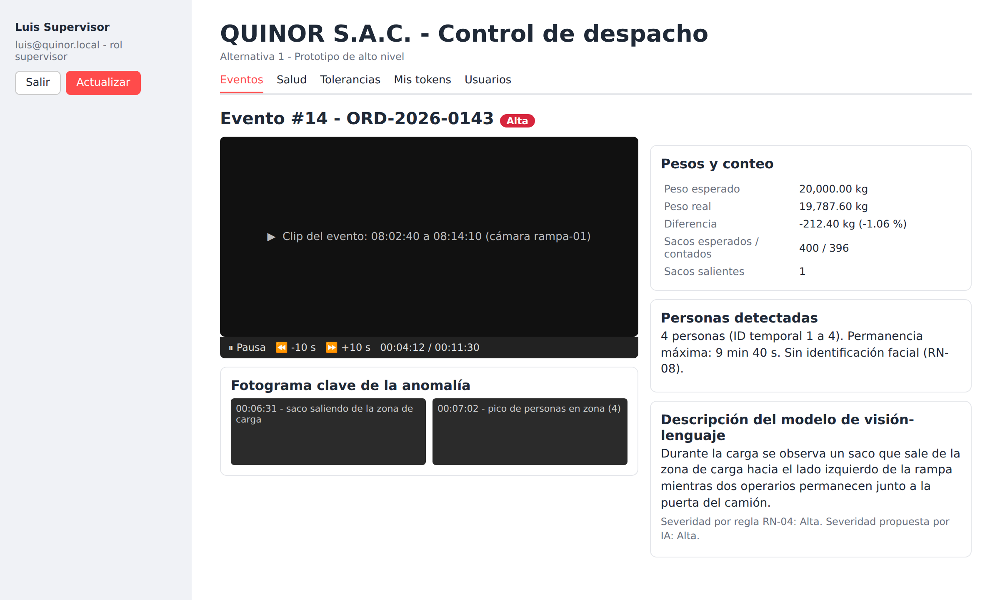 Luis Supervisor
luis@quinor.local - rol
supervisor
Salir
Actualizar
QUINOR S.A.C. - Control de despacho
Alternativa 1 - Prototipo de alto nivel
Eventos
Salud
Tolerancias
Mis tokens
Usuarios
Evento #14 - ORD-2026-0143
Alta
▶ Clip del evento: 08:02:40 a 08:14:10 (cámara rampa-01)
⏸ Pausa ⏪ -10 s ⏩ +10 s 00:04:12 / 00:11:30
Fotograma clave de la anomalía
00:06:31 - saco saliendo de la zona de
carga
00:07:02 - pico de personas en zona (4)
Pesos y conteo
Peso esperado 20,000.00 kg
Peso real 19,787.60 kg
Diferencia -212.40 kg (-1.06 %)
Sacos esperados /
contados
400 / 396
Sacos salientes 1
Personas detectadas
4 personas (ID temporal 1 a 4). Permanencia
máxima: 9 min 40 s. Sin identificación facial (RN-
08).
Descripción del modelo de visión-
lenguaje
Durante la carga se observa un saco que sale de la
zona de carga hacia el lado izquierdo de la rampa
mientras dos operarios permanecen junto a la
puerta del camión.
Severidad por regla RN-04: Alta. Severidad propuesta por
IA: Alta.